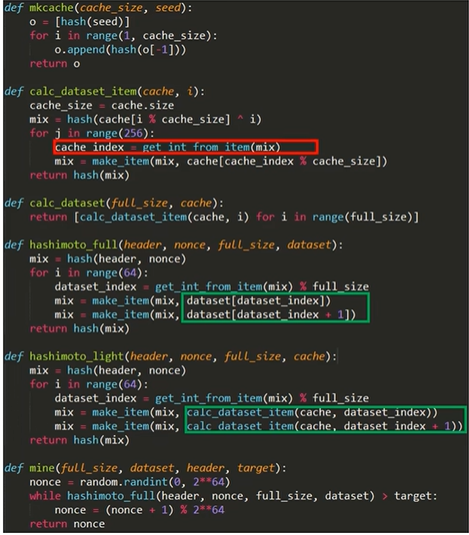 def mkcache(cache_size, seed):
    o = [hash(seed)]
    for i in range(1, cache_size):
        o.append(hash(o[-1]))
    return o
def calc_dataset_item(cache, i):
    cache_size = cache.size
    mix = hash(cache[i % cache_size] ^ i)
    for j in range(256):
        cache_index = get_int_from_item(mix)
        mix = make_item(mix, cache[cache_index % cache_size])
    return hash(mix)
def calc_dataset(full_size, cache):
    return [calc_dataset_item(cache, i) for i in range(full_size)]
def hashimoto_full(header, nonce, full_size, dataset):
    mix = hash(header, nonce)
    for i in range(64):
        dataset_index = get_int_from_item(mix) % full_size
        mix = make_item(mix, dataset[dataset_index])
        mix = make_item(mix, dataset[dataset_index + 1])
    return hash(mix)
def hashimoto_light(header, nonce, full_size, cache):
    mix = hash(header, nonce)
    for i in range(64):
        dataset_index = get_int_from_item(mix) % full_size
        mix = make_item(mix, calc_dataset_item(cache, dataset_index))
        mix = make_item(mix, calc_dataset_item(cache, dataset_index + 1))
    return hash(mix)
def mine(full_size, dataset, header, target):
    nonce = random.randint(0, 2**64)
    while hashimoto_full(header, nonce, full_size, dataset) > target:
        nonce = (nonce + 1) % 2**64
    return nonce